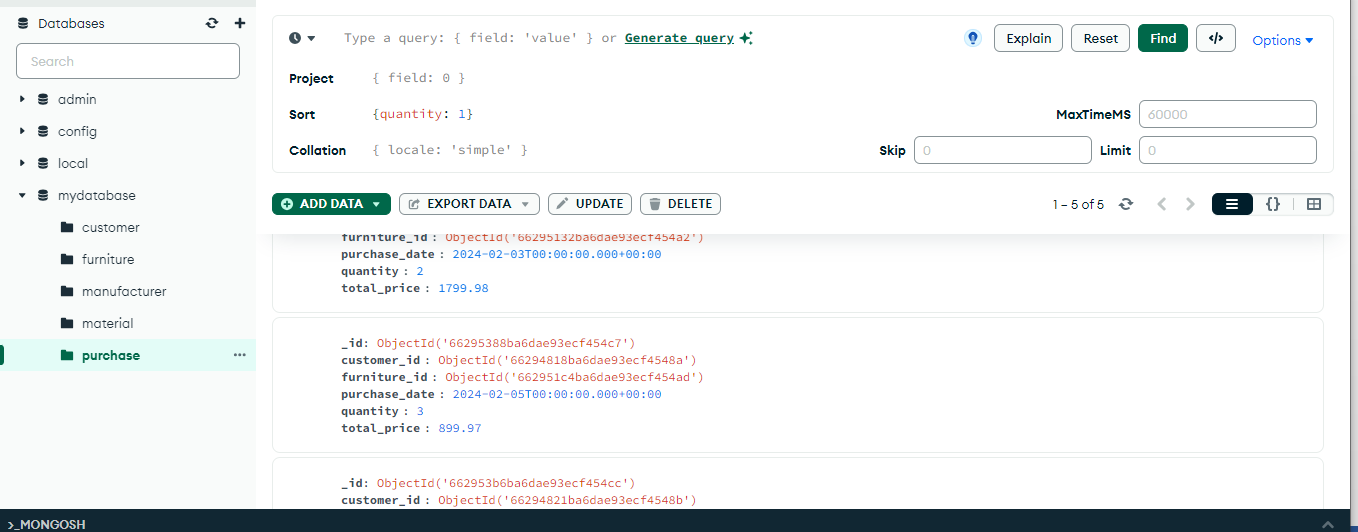 Databases
Search
admin
config
local
mydatabase
customer
furniture
manufacturer
material
purchase
Type a query: { field: 'value' } or Generate query
Explain
Reset
Find
</>
Options
Project
{ field: 0 }
Sort
{quantity: 1}
MaxTimeMS
60000
Collation
{ locale: 'simple' }
Skip
0
Limit
0
ADD DATA
EXPORT DATA
UPDATE
DELETE
1 – 5 of 5
{}
furniture_id : ObjectId('66295132ba6dae93ecf454a2')
purchase_date : 2024-02-03T00:00:00.000+00:00
quantity : 2
total_price : 1799.98
_id: ObjectId('66295388ba6dae93ecf454c7')
customer_id : ObjectId('66294818ba6dae93ecf4548a')
furniture_id : ObjectId('662951c4ba6dae93ecf454ad')
purchase_date : 2024-02-05T00:00:00.000+00:00
quantity : 3
total_price : 899.97
_id: ObjectId('662953b6ba6dae93ecf454cc')
customer_id : ObjectId('66294821ba6dae93ecf4548b')
>_MONGOSH